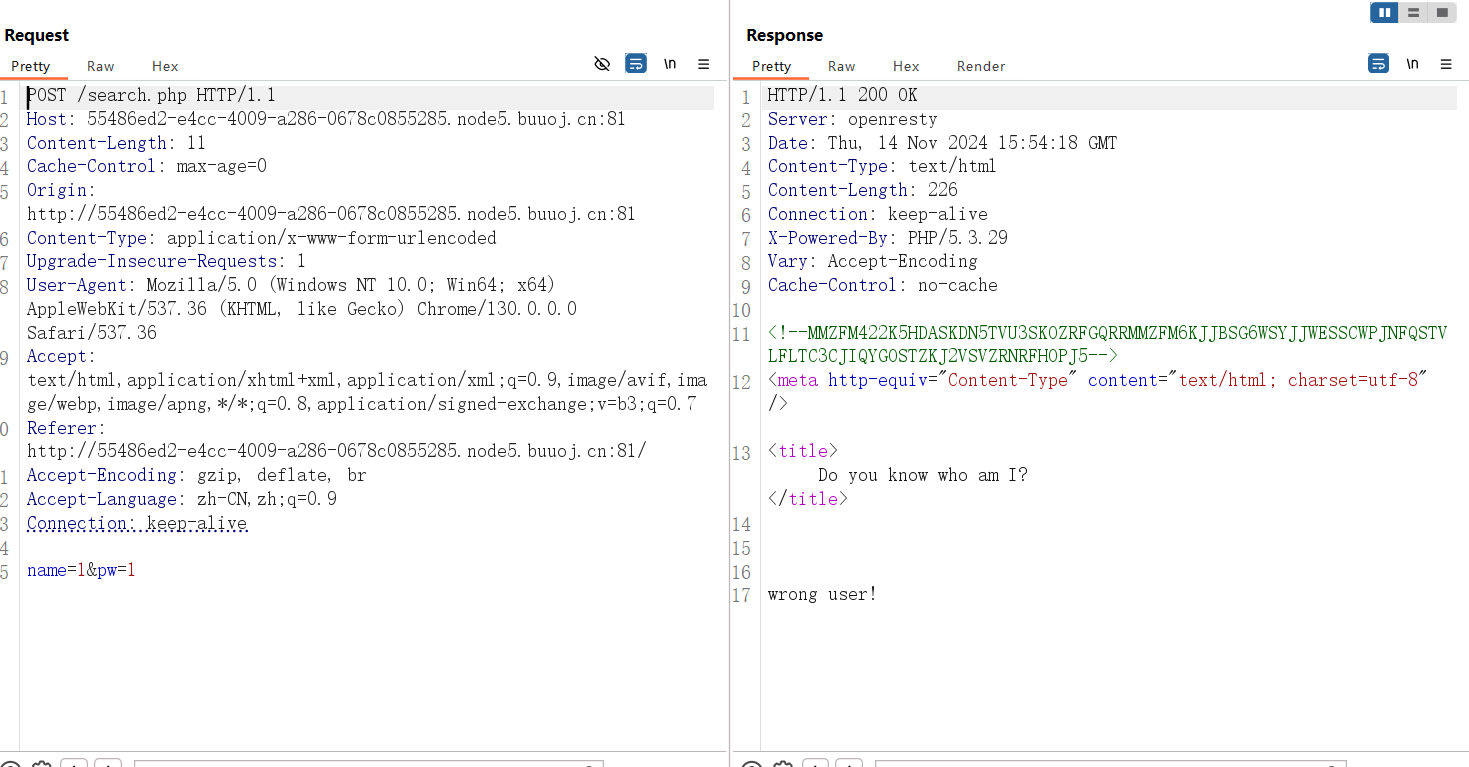 Request
Pretty Raw Hex
\n
1 POST /search.php HTTP/1.1
2 Host: 55486ed2-e4cc-4009-a286-0678c0855285.node5.buuoj.cn:81
3 Content-Length: 11
4 Cache-Control: max-age=0
5 Origin:
http://55486ed2-e4cc-4009-a286-0678c0855285.node5.buuoj.cn:81
6 Content-Type: application/x-www-form-urlencoded
7 Upgrade-Insecure-Requests: 1
8 User-Agent: Mozilla/5.0 (Windows NT 10.0; Win64; x64)
AppleWebKit/537.36 (KHTML, like Gecko) Chrome/130.0.0.0
Safari/537.36
9 Accept:
text/html,application/xhtml+xml,application/xml;q=0.9,image/avif,ima
ge/webp,image/apng,*/*;q=0.8,application/signed-exchange;v=b3;q=0.7
0 Referer:
http://55486ed2-e4cc-4009-a286-0678c0855285.node5.buuoj.cn:81/
1 Accept-Encoding: gzip, deflate, br
2 Accept-Language: zh-CN,zh;q=0.9
3 Connection: keep-alive
4
5 name=1&pw=1
Response
Pretty Raw Hex Render
\n
1 HTTP/1.1 200 OK
2 Server: openresty
3 Date: Thu, 14 Nov 2024 15:54:18 GMT
4 Content-Type: text/html
5 Content-Length: 226
6 Connection: keep-alive
7 X-Powered-By: PHP/5.3.29
8 Vary: Accept-Encoding
9 Cache-Control: no-cache
10
11 <!--MMZFM422K5HDASKDN5TVU3SKOZRFGQRRMMZFM6KJJBSG6WSYJJWESSCWPJNFQSTV
LFLTC3CJIQYGOSTZKJ2VSVZRNRFHOPJ5-->
12 <meta http-equiv="Content-Type" content="text/html; charset=utf-8"
/>
13 <title>
Do you know who am I?
</title>
14
15
16
17 wrong user!